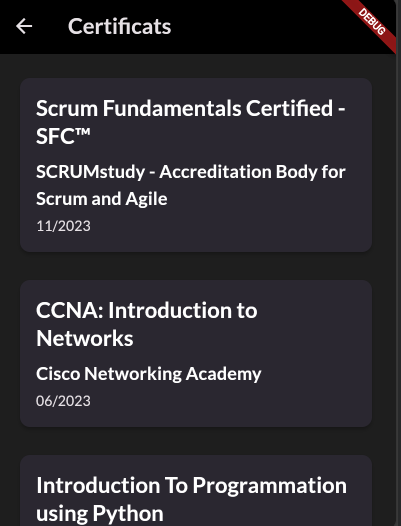 Certificats
DEBUG
Scrum Fundamentals Certified -
SFC™
SCRUMstudy - Accreditation Body for
Scrum and Agile
11/2023
CCNA: Introduction to
Networks
Cisco Networking Academy
06/2023
Introduction To Programmation
using Python